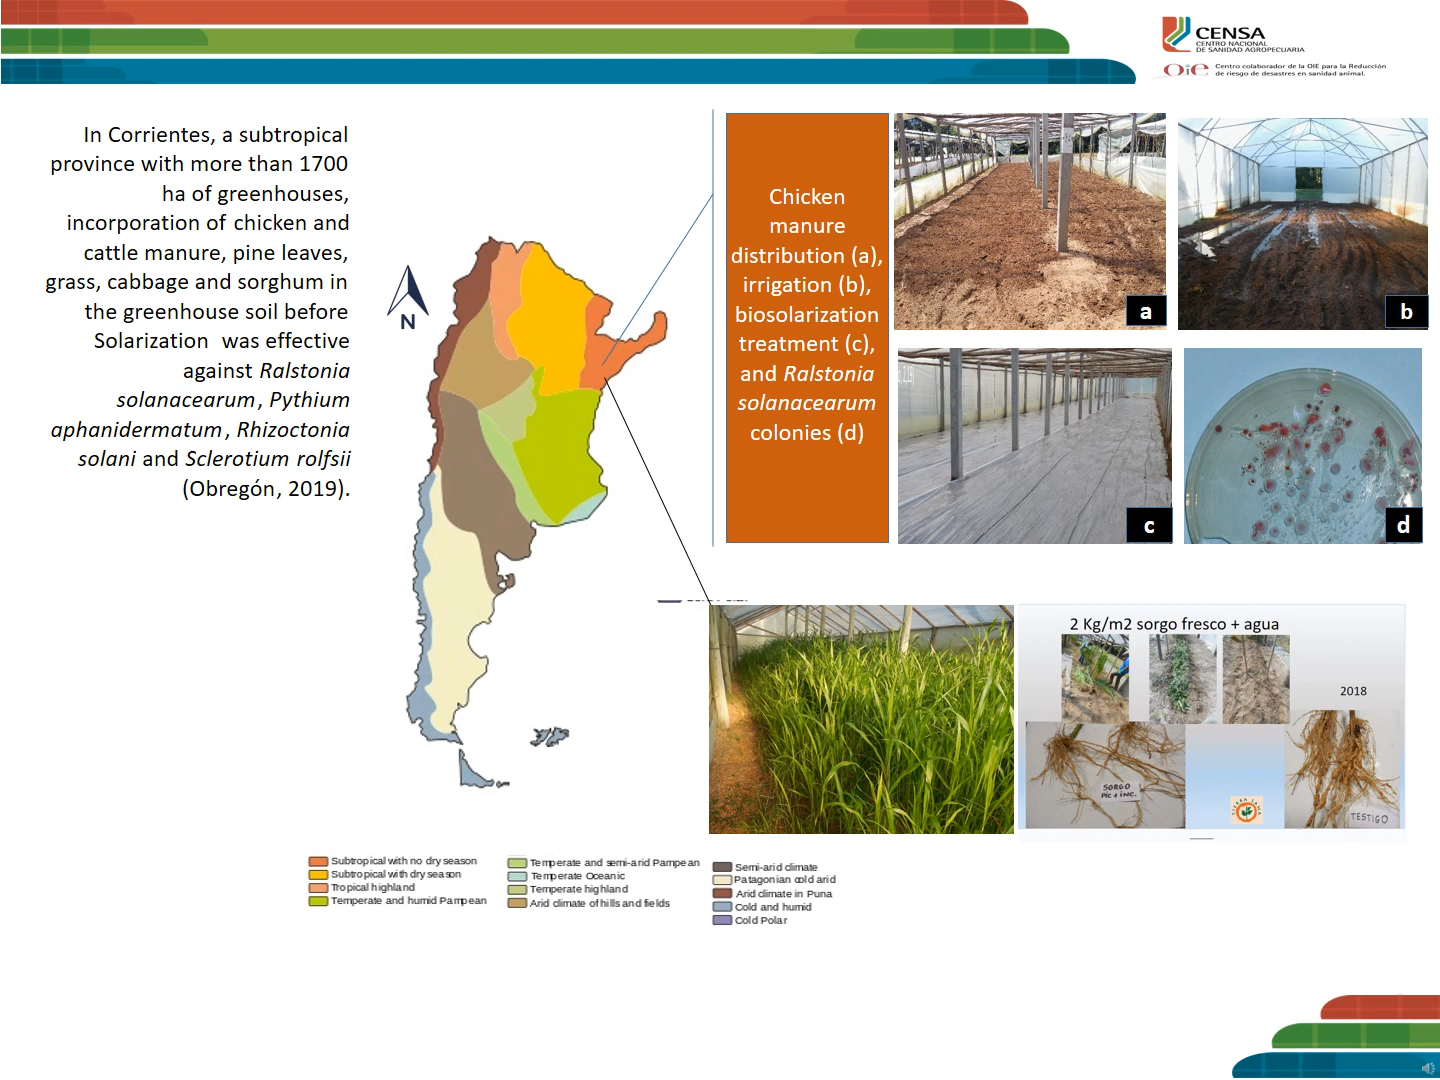 CENSA
CENTRO NACIONAL
DE SANIDAD AGROPECUARIA
oie
Centro colaborador de la OIE para la Reducción
de riesgo de desastres en sanidad animal.
In Corrientes, a subtropical
province with more than 1700
ha of greenhouses,
incorporation of chicken and
cattle manure, pine leaves,
grass, cabbage and sorghum in
the greenhouse soil before
Solarization was effective
against Ralstonia
solanacearum, Pythium
aphanidermatum, Rhizoctonia
solani and Sclerotium rolfsii
(Obregón, 2019).
N
Chicken
manure
distribution (a),
irrigation (b),
biosolarization
treatment (c),
and Ralstonia
solanacearum
colonies (d)
a
b
c
d
2 Kg/m2 sorgo fresco + agua
2018
SORGO
PIC + INC.
TESTIGO
Subtropical with no dry season
Subtropical with dry season
Tropical highland
Temperate and humid Pampean
Temperate and semi-arid Pampean
Temperate Oceanic
Temperate highland
Arid climate of hills and fields
Semi-arid climate
Patagonian cold arid
Arid climate in Puna
Cold and humid
Cold Polar